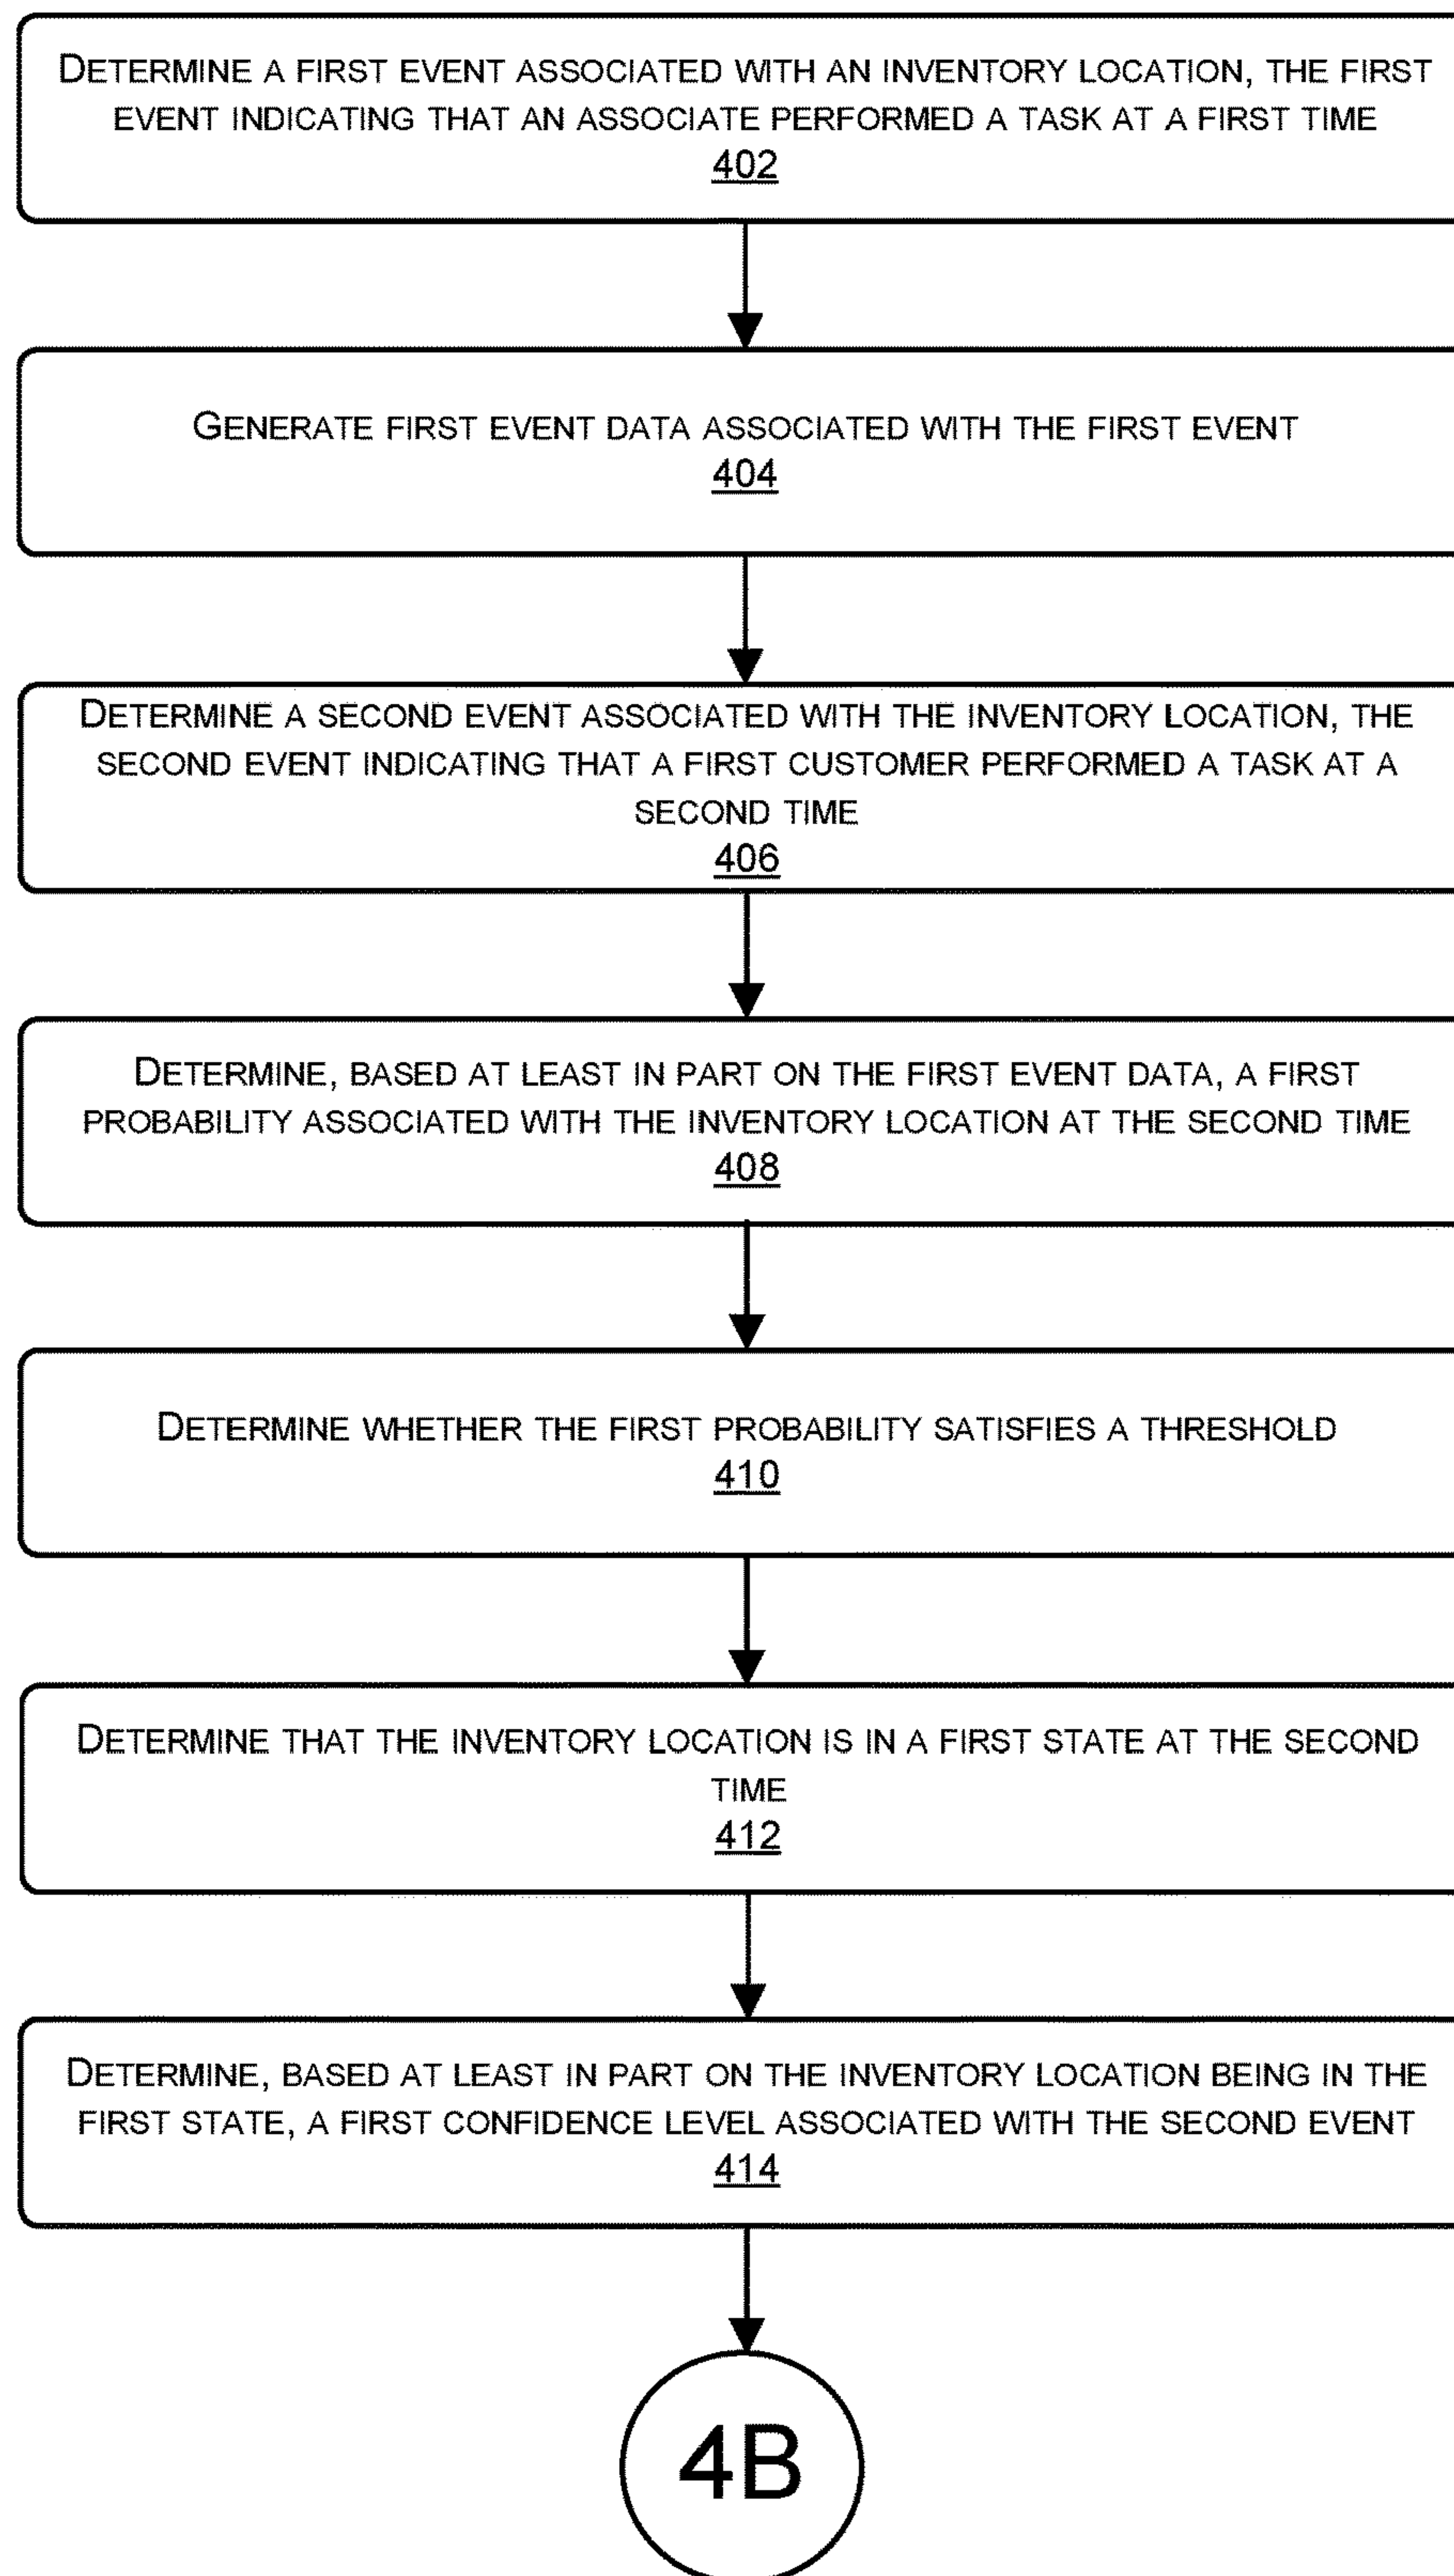 DETERMINE A FIRST EVENT ASSOCIATED WITH AN INVENTORY LOCATION, THE FIRST
EVENT INDICATING THAT AN ASSOCIATE PERFORMED A TASK AT A FIRST TIME
402
GENERATE FIRST EVENT DATA ASSOCIATED WITH THE FIRST EVENT
404
DETERMINE A SECOND EVENT ASSOCIATED WITH THE INVENTORY LOCATION, THE
SECOND EVENT INDICATING THAT A FIRST CUSTOMER PERFORMED A TASK AT A
SECOND TIME
406
DETERMINE, BASED AT LEAST IN PART ON THE FIRST EVENT DATA, A FIRST
PROBABILITY ASSOCIATED WITH THE INVENTORY LOCATION AT THE SECOND TIME
408
DETERMINE WHETHER THE FIRST PROBABILITY SATISFIES A THRESHOLD
410
DETERMINE THAT THE INVENTORY LOCATION IS IN A FIRST STATE AT THE SECOND
TIME
412
DETERMINE, BASED AT LEAST IN PART ON THE INVENTORY LOCATION BEING IN THE
FIRST STATE, A FIRST CONFIDENCE LEVEL ASSOCIATED WITH THE SECOND EVENT
414
4B